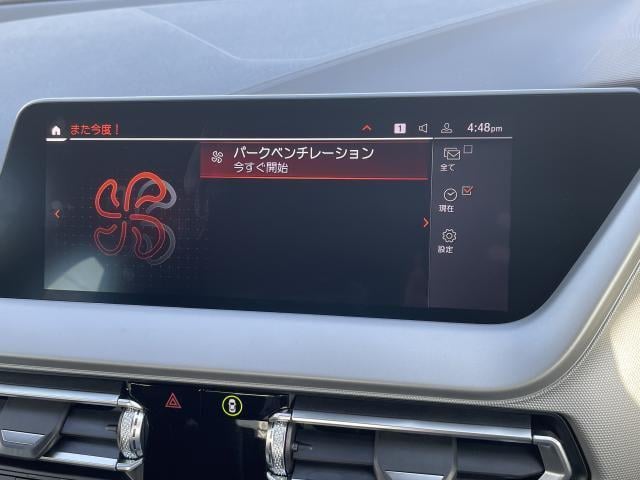 また今度！
1
4:48pm
パークベンチレーション
今すぐ開始
全て
現在
設定